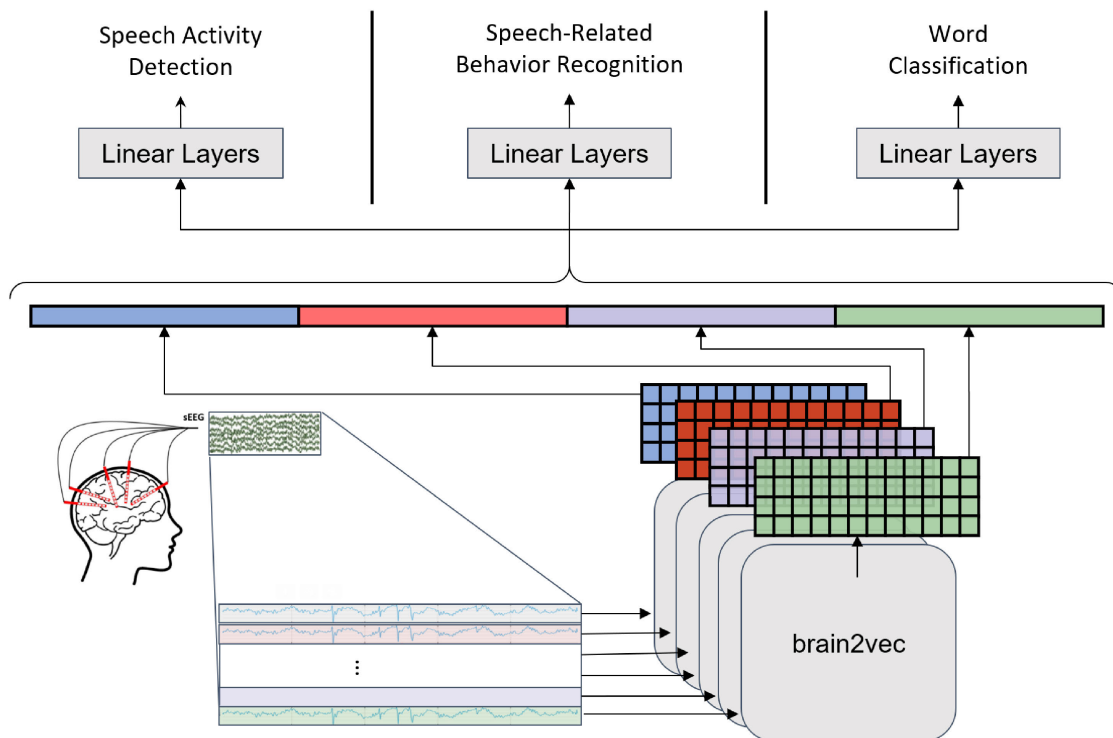 Speech Activity
Detection
Speech-Related
Behavior Recognition
Word
Classification
Linear Layers
Linear Layers
Linear Layers
sEEG
...
brain2vec